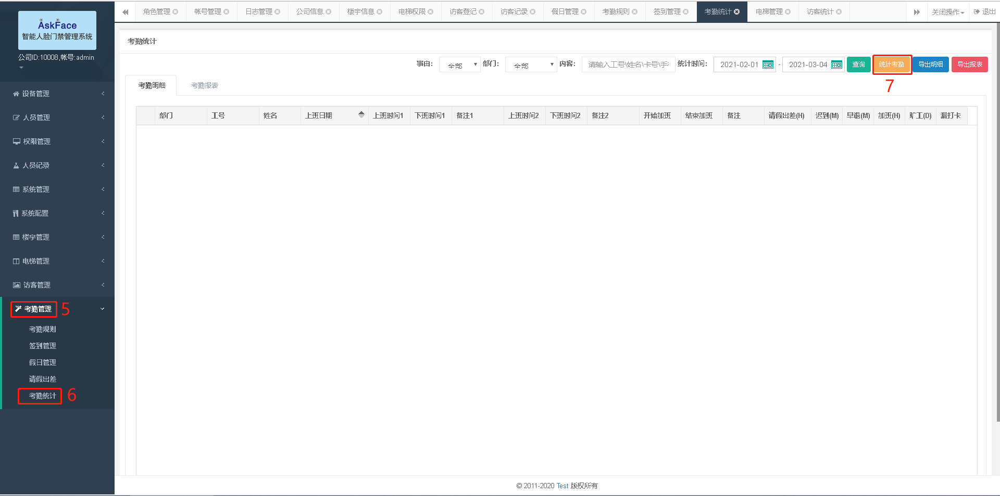 AskFace
智能人脸门禁管理系统
公司ID:10008,帐号:admin
角色管理 帐号管理 日志管理 公司信息 楼宇信息 电梯权限 访客登记 访客记录 假日管理 考勤规则 签到管理 考勤统计 电梯管理 访客统计 关闭操作 退出
考勤统计
事由: 全部 部门: 全部 内容: 请输入工号\姓名\卡号\手 统计时间: 2021-02-01 - 2021-03-04 查询 统计考勤 导出明细 导出报表
7
考勤明细 考勤报表
部门 工号 姓名 上班日期 上班时间1 下班时间1 备注1 上班时间2 下班时间2 备注2 开始加班 结束加班 备注 请假出差(H) 迟到(M) 早退(M) 加班(H) 旷工(D) 漏打卡
设备管理
人员管理
权限管理
人员记录
系统管理
系统配置
楼宇管理
电梯管理
访客管理
考勤管理 5
考勤规则
签到管理
假日管理
请假出差
考勤统计 6
© 2011-2020 Test 版权所有